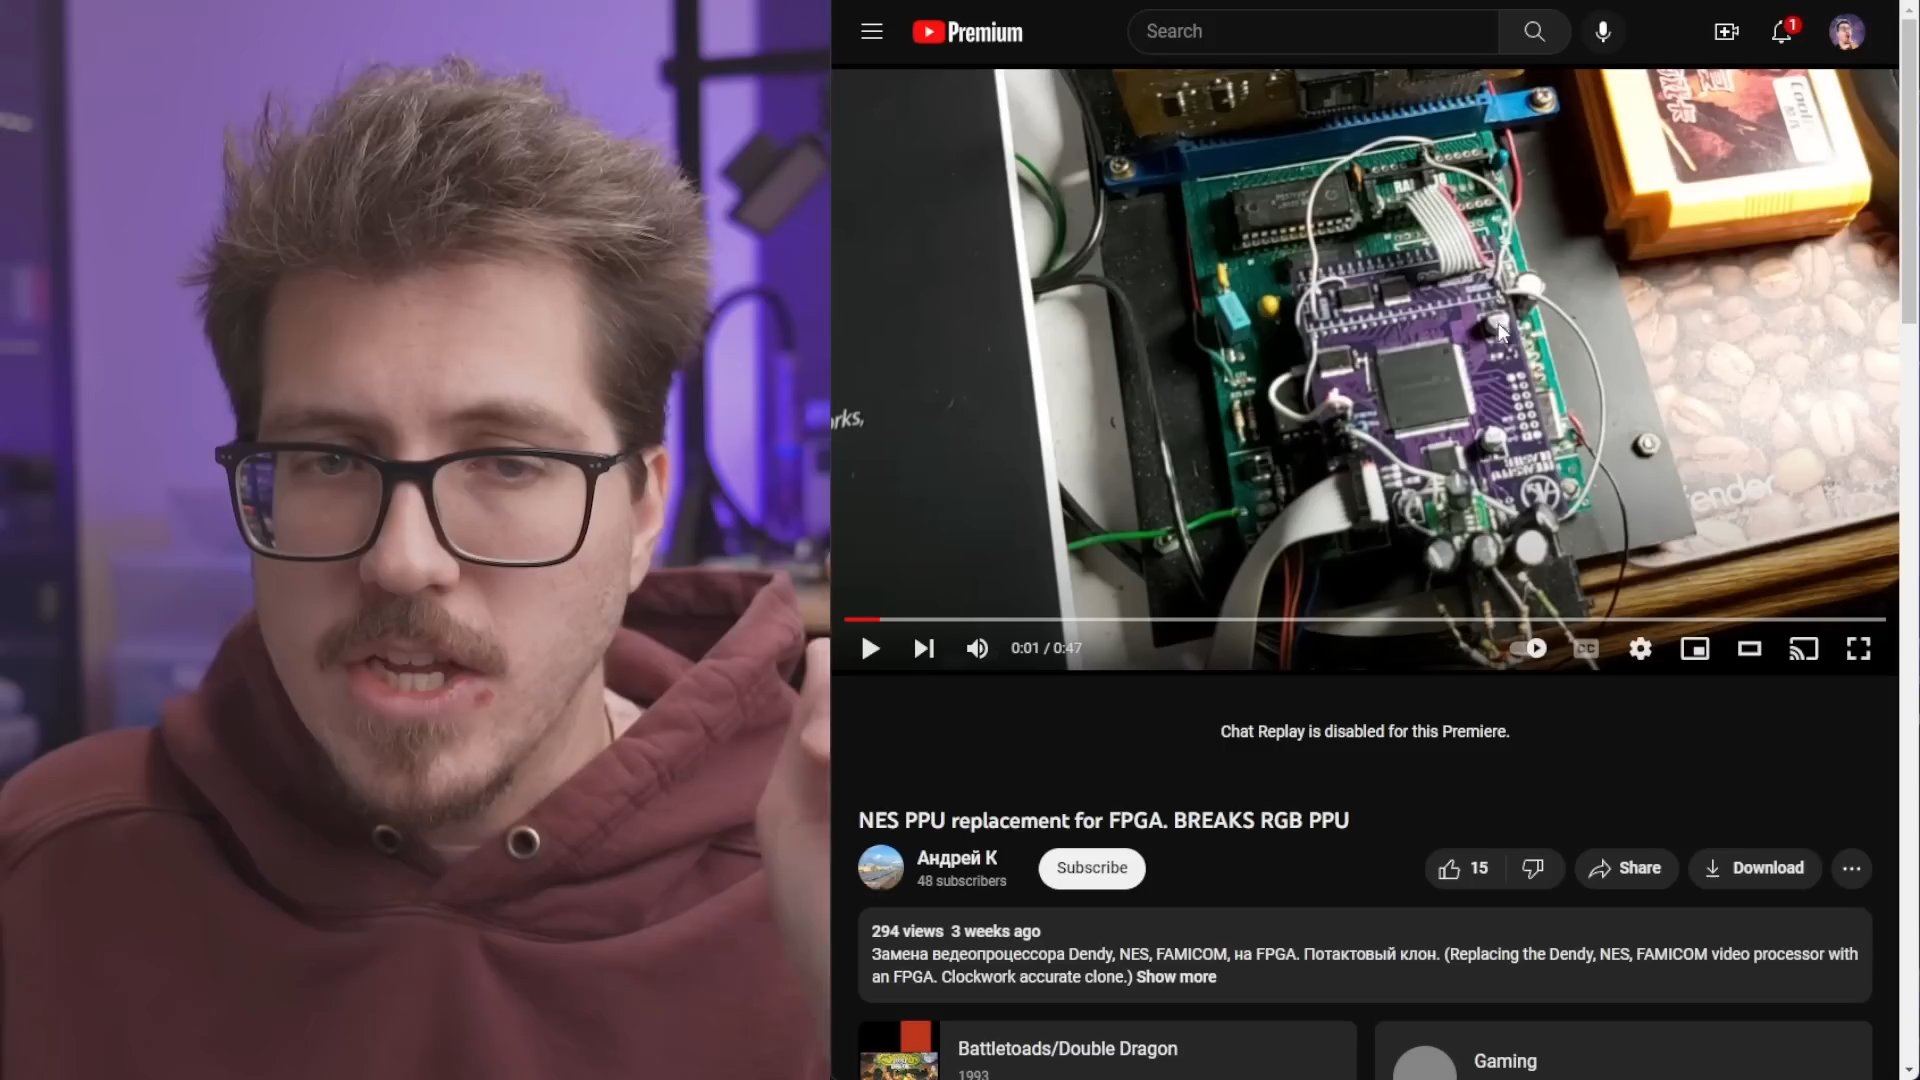 Premium
Search
1
orks,
fender
0:01 / 0:47
CC
Chat Replay is disabled for this Premiere.
NES PPU replacement for FPGA. BREAKS RGB PPU
Андрей К
48 subscribers
Subscribe
15
Share
Download
294 views 3 weeks ago
Замена ведеопроцессора Dendy, NES, FAMICOM, на FPGA. Потактовый клон. (Replacing the Dendy, NES, FAMICOM video processor with
an FPGA. Clockwork accurate clone.) Show more
Battletoads/Double Dragon
1993
Gaming